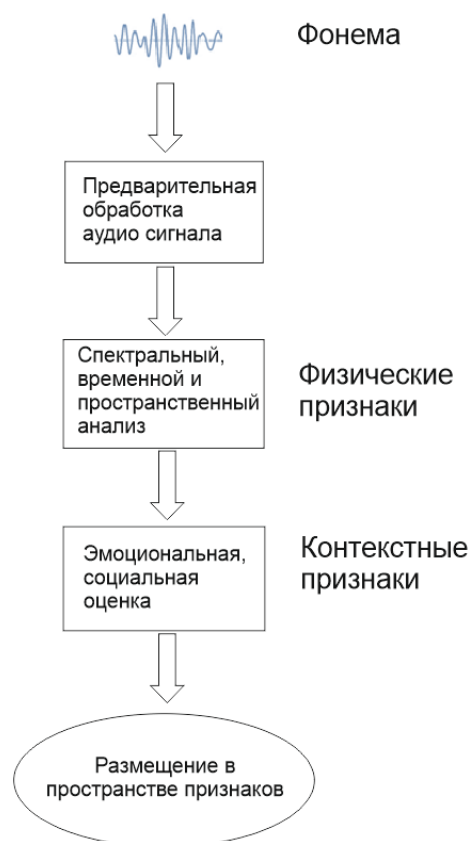 Фонема
Предварительная
обработка
аудио сигнала
Спектральный,
временной и
пространственный
анализ
Физические
признаки
Эмоциональная,
социальная
оценка
Контекстные
признаки
Размещение в
пространстве признаков